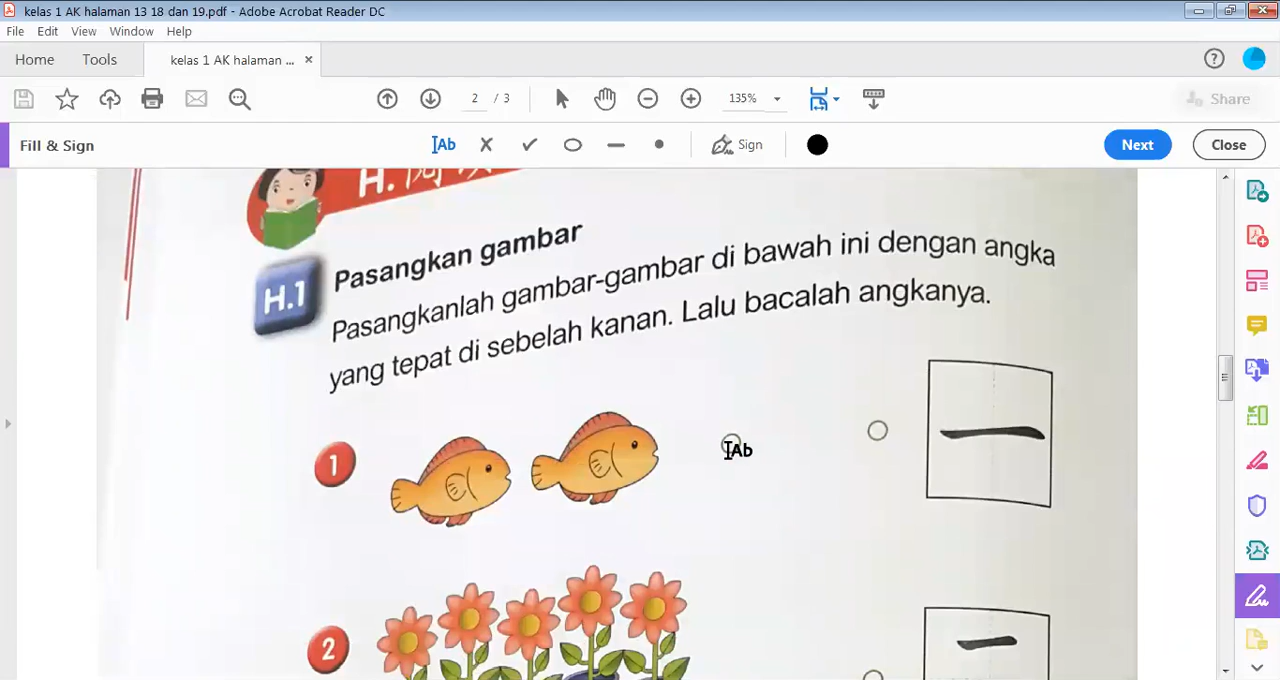 kelas 1 AK halaman 13 18 dan 19.pdf - Adobe Acrobat Reader DC
File Edit View Window Help
Home Tools kelas 1 AK halaman ... ×
2 / 3 135% Share
Fill & Sign Ab Sign Next Close
H.
H.1 Pasangkan gambar
Pasangkanlah gambar-gambar di bawah ini dengan angka
yang tepat di sebelah kanan. Lalu bacalah angkanya.
1 Ab 一
2